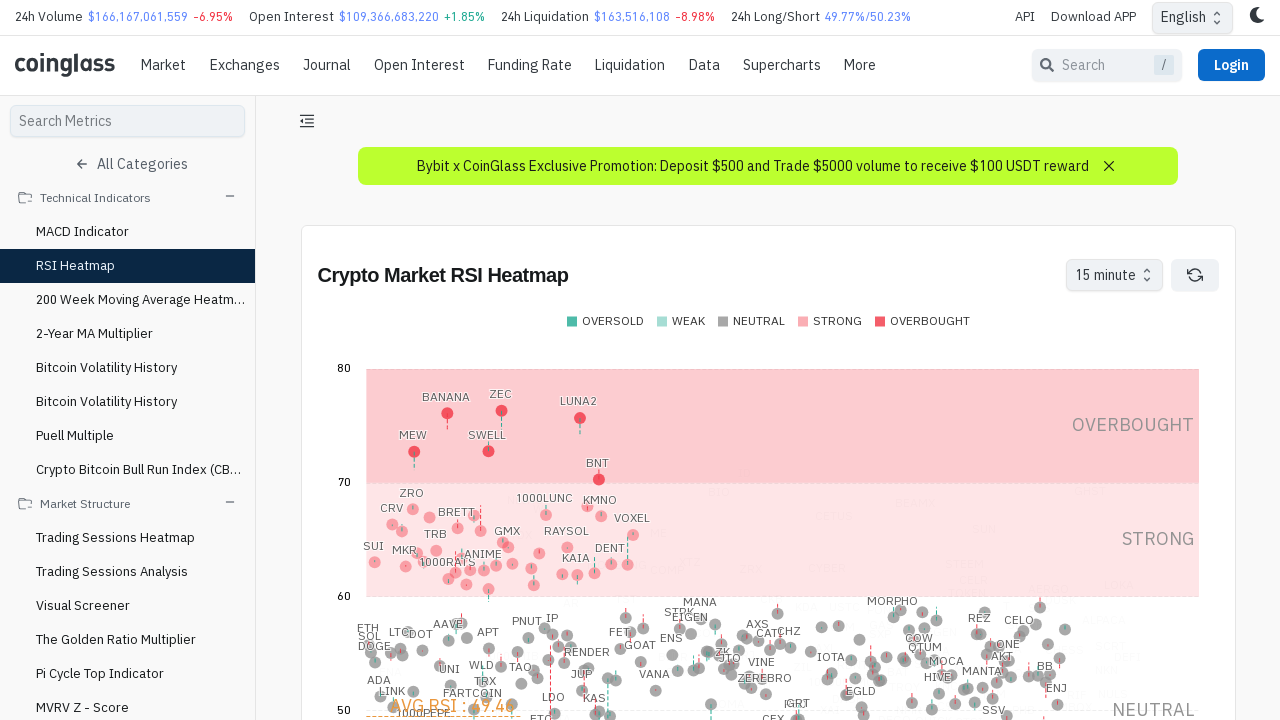 24h Volume $166,167,061,559 -6.95% Open Interest $109,366,683,220 +1.85% 24h Liquidation $163,516,108 -8.98% 24h Long/Short 49.77%/50.23% API Download APP English
coinglass Market Exchanges Journal Open Interest Funding Rate Liquidation Data Supercharts More Search / Login
Search Metrics
All Categories
Technical Indicators
MACD Indicator
RSI Heatmap
200 Week Moving Average Heatm...
2-Year MA Multiplier
Bitcoin Volatility History
Bitcoin Volatility History
Puell Multiple
Crypto Bitcoin Bull Run Index (CB...
Market Structure
Trading Sessions Heatmap
Trading Sessions Analysis
Visual Screener
The Golden Ratio Multiplier
Pi Cycle Top Indicator
MVRV Z - Score
Bybit x CoinGlass Exclusive Promotion: Deposit $500 and Trade $5000 volume to receive $100 USDT reward
Crypto Market RSI Heatmap 15 minute
OVERSOLD WEAK NEUTRAL STRONG OVERBOUGHT
80
BANANA ZEC LUNA2
OVERBOUGHT
MEW SWELL
BNT
70
ZRO 1000LUNC KMNO
CRV BRETT VOXEL
TRB GMX RAYSOL
STRONG
SUI MKR ANIME DENT
1000RATS KAIA
60
MANA MORPHO
STRK
EIGEN REZ CELO
ETH AAVE PNUT IP AXS
SOL LTC DOT APT FET CATI CHZ
DOGE GOAT ENS COW ONE
RENDER ZK QTUM
JTO VINE IOTA MOCA AKT
UNI WLD TAO JUP VANA ZEREBRO HIVE MANTA BB
ADA TRX
LINK FARTCOIN LDO KAS EGLD ENJ
AVG RSI : 49.46 GRT
50 1000PEPE SSV NEUTRAL